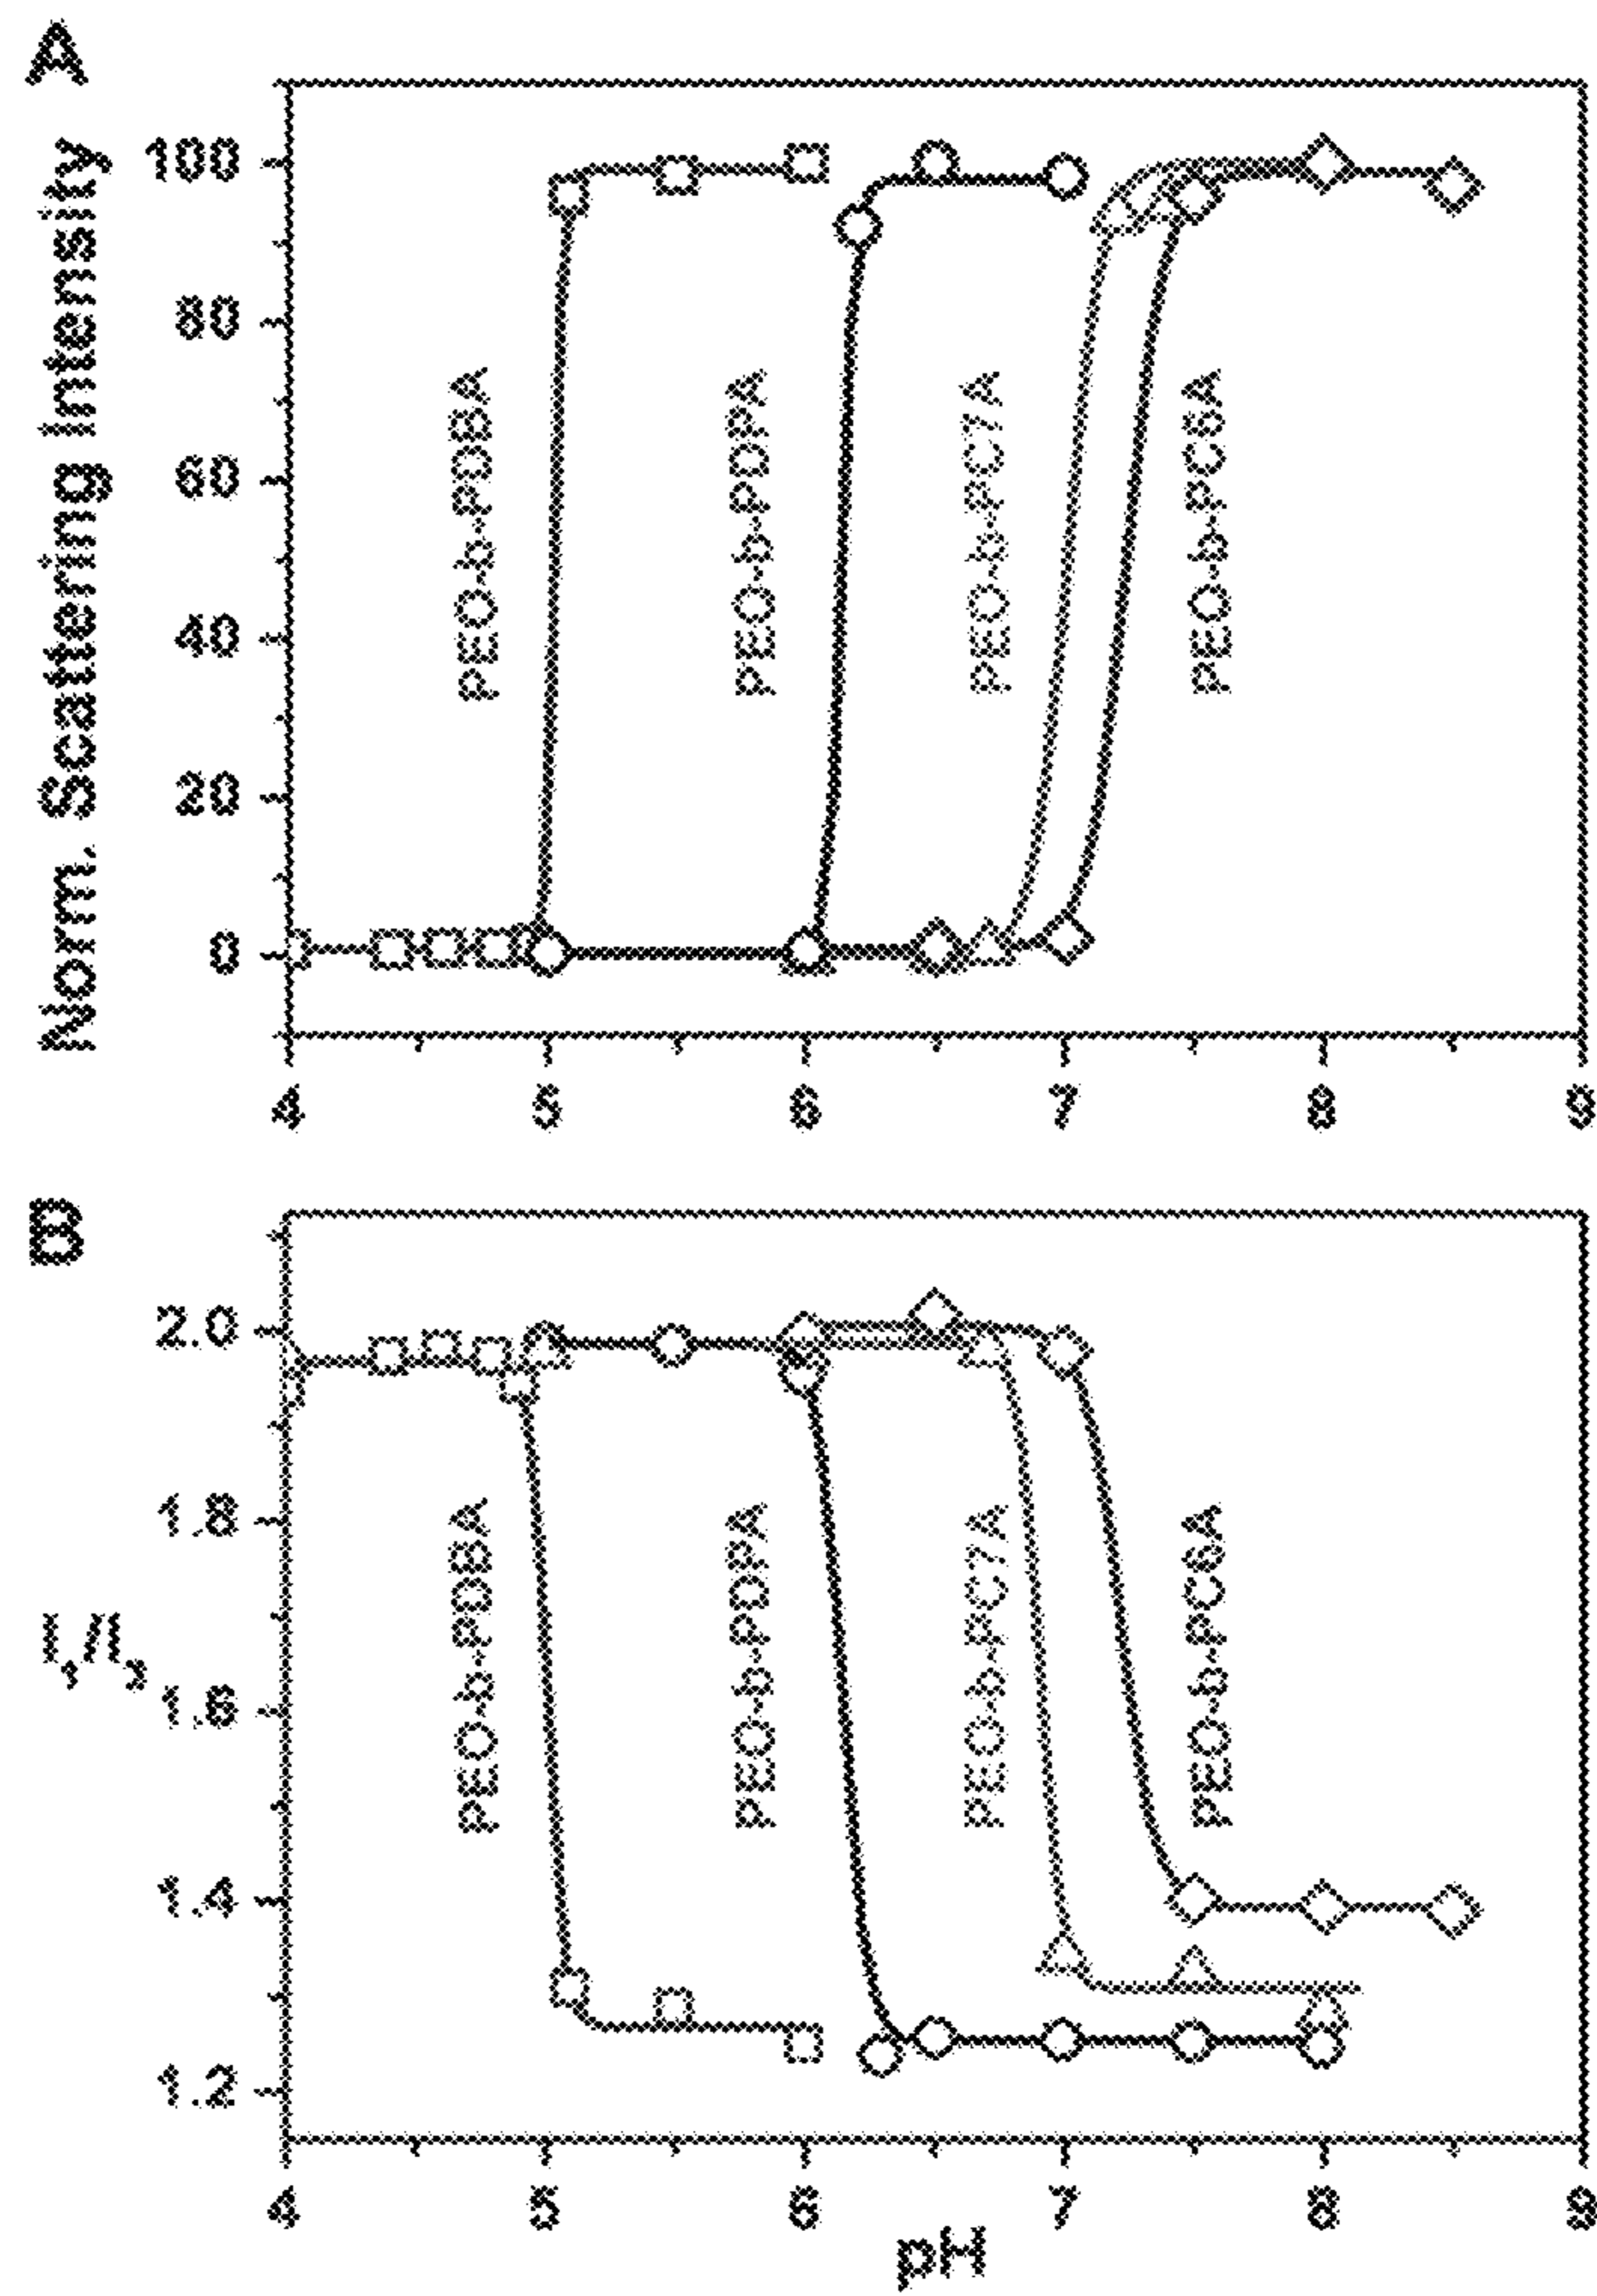 A
Norm. Scattering Intensity
100
80
60
40
20
0
PEO-b-PDBA
PEO-b-PDPA
PEO-b-PC7A
PEO-b-PC6A
4 5 6 7 8 9
B
I1/I3
2.0
1.8
1.6
1.4
1.2
PEO-b-PDBA
PEO-b-PDPA
PEO-b-PC7A
PEO-b-PC6A
4 5 6 7 8 9
pH